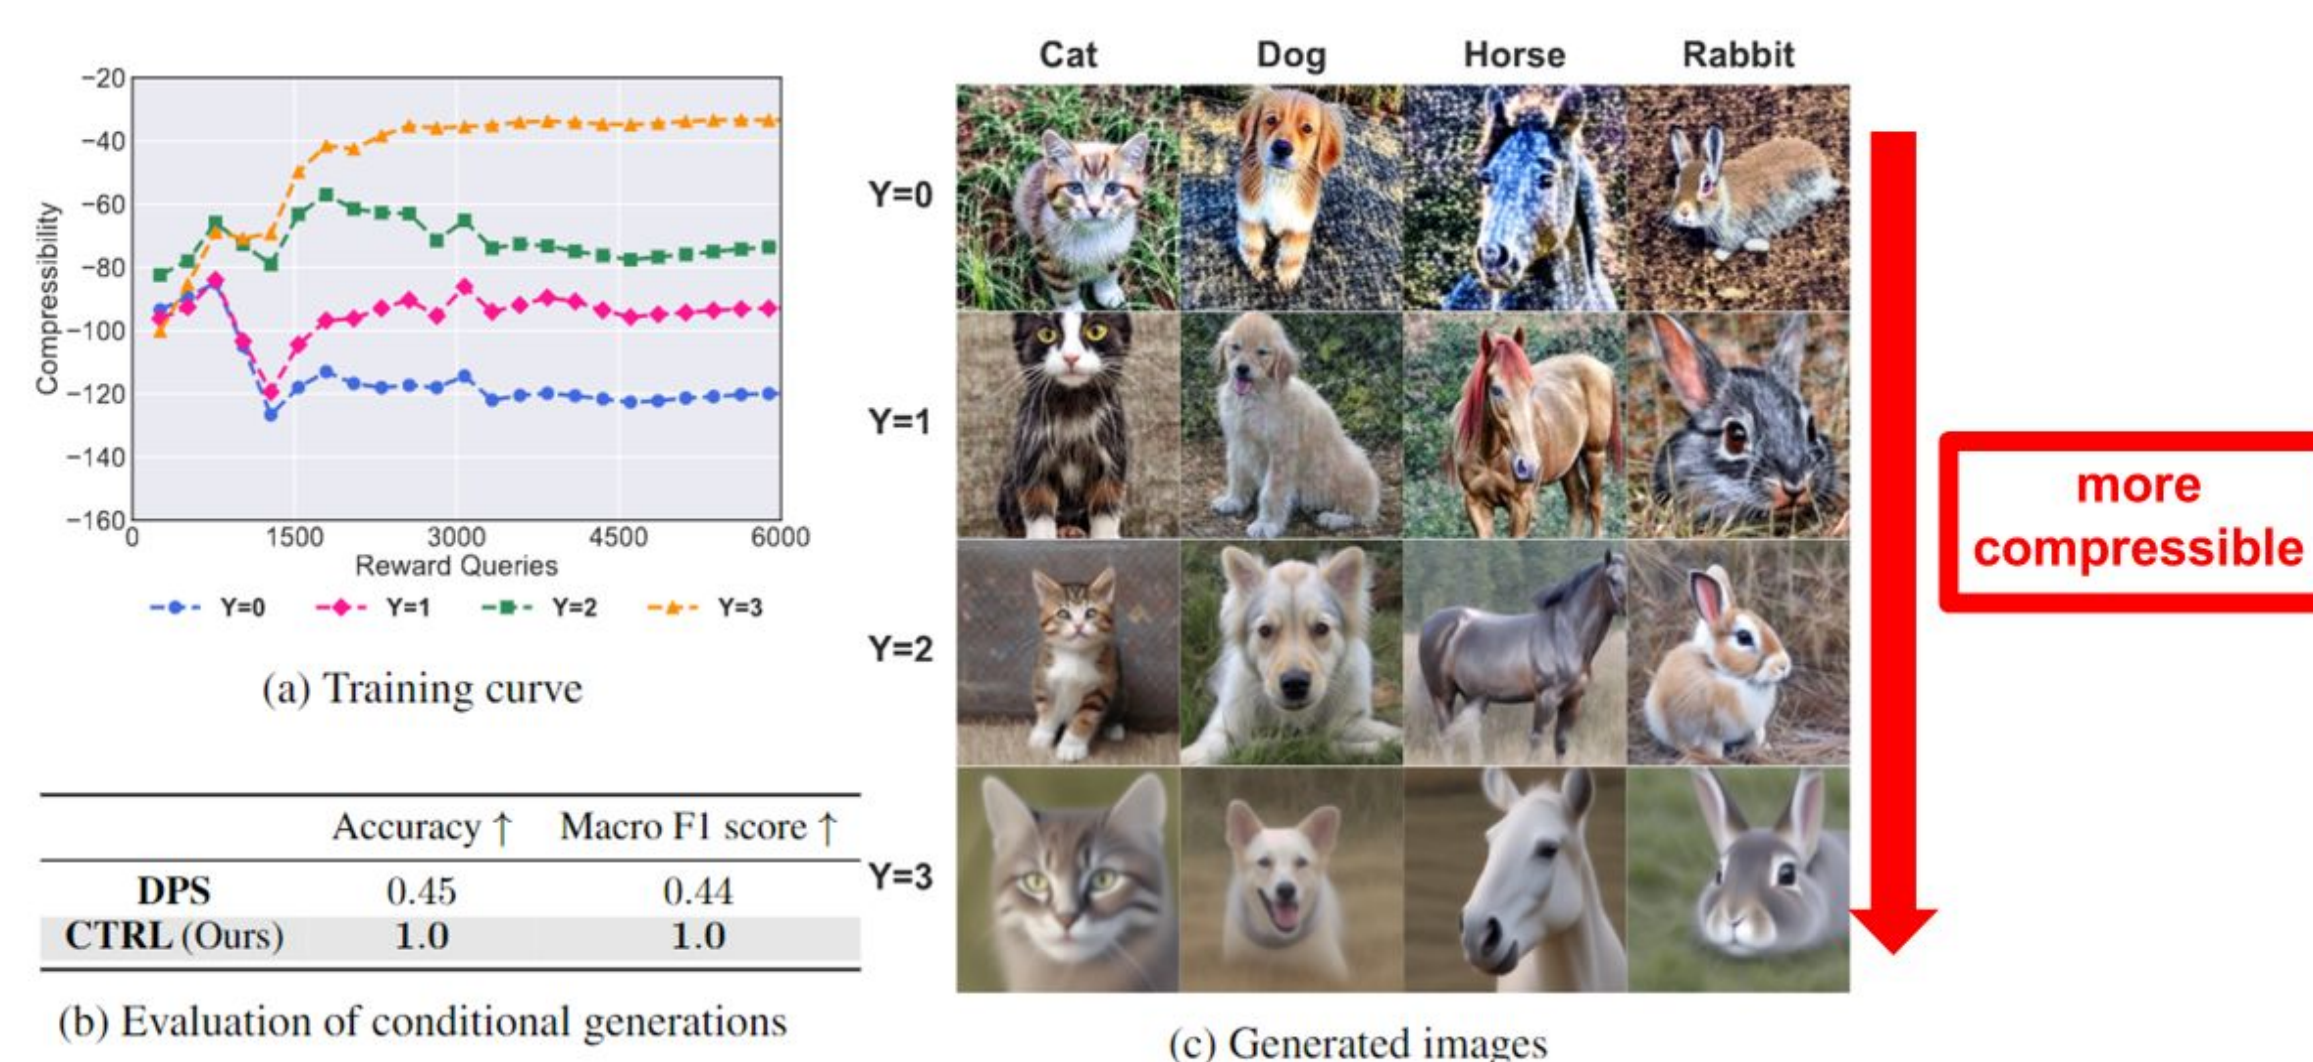 −20
−40
−60
−80
−100
−120
−140
−160
Compressibility
0 1500 3000 4500 6000
Reward Queries
Y=0 Y=1 Y=2 Y=3
(a) Training curve
Accuracy ↑ Macro F1 score ↑
DPS 0.45 0.44
CTRL (Ours) 1.0 1.0
(b) Evaluation of conditional generations
Cat Dog Horse Rabbit
Y=0
Y=1
Y=2
Y=3
(c) Generated images
more
compressible